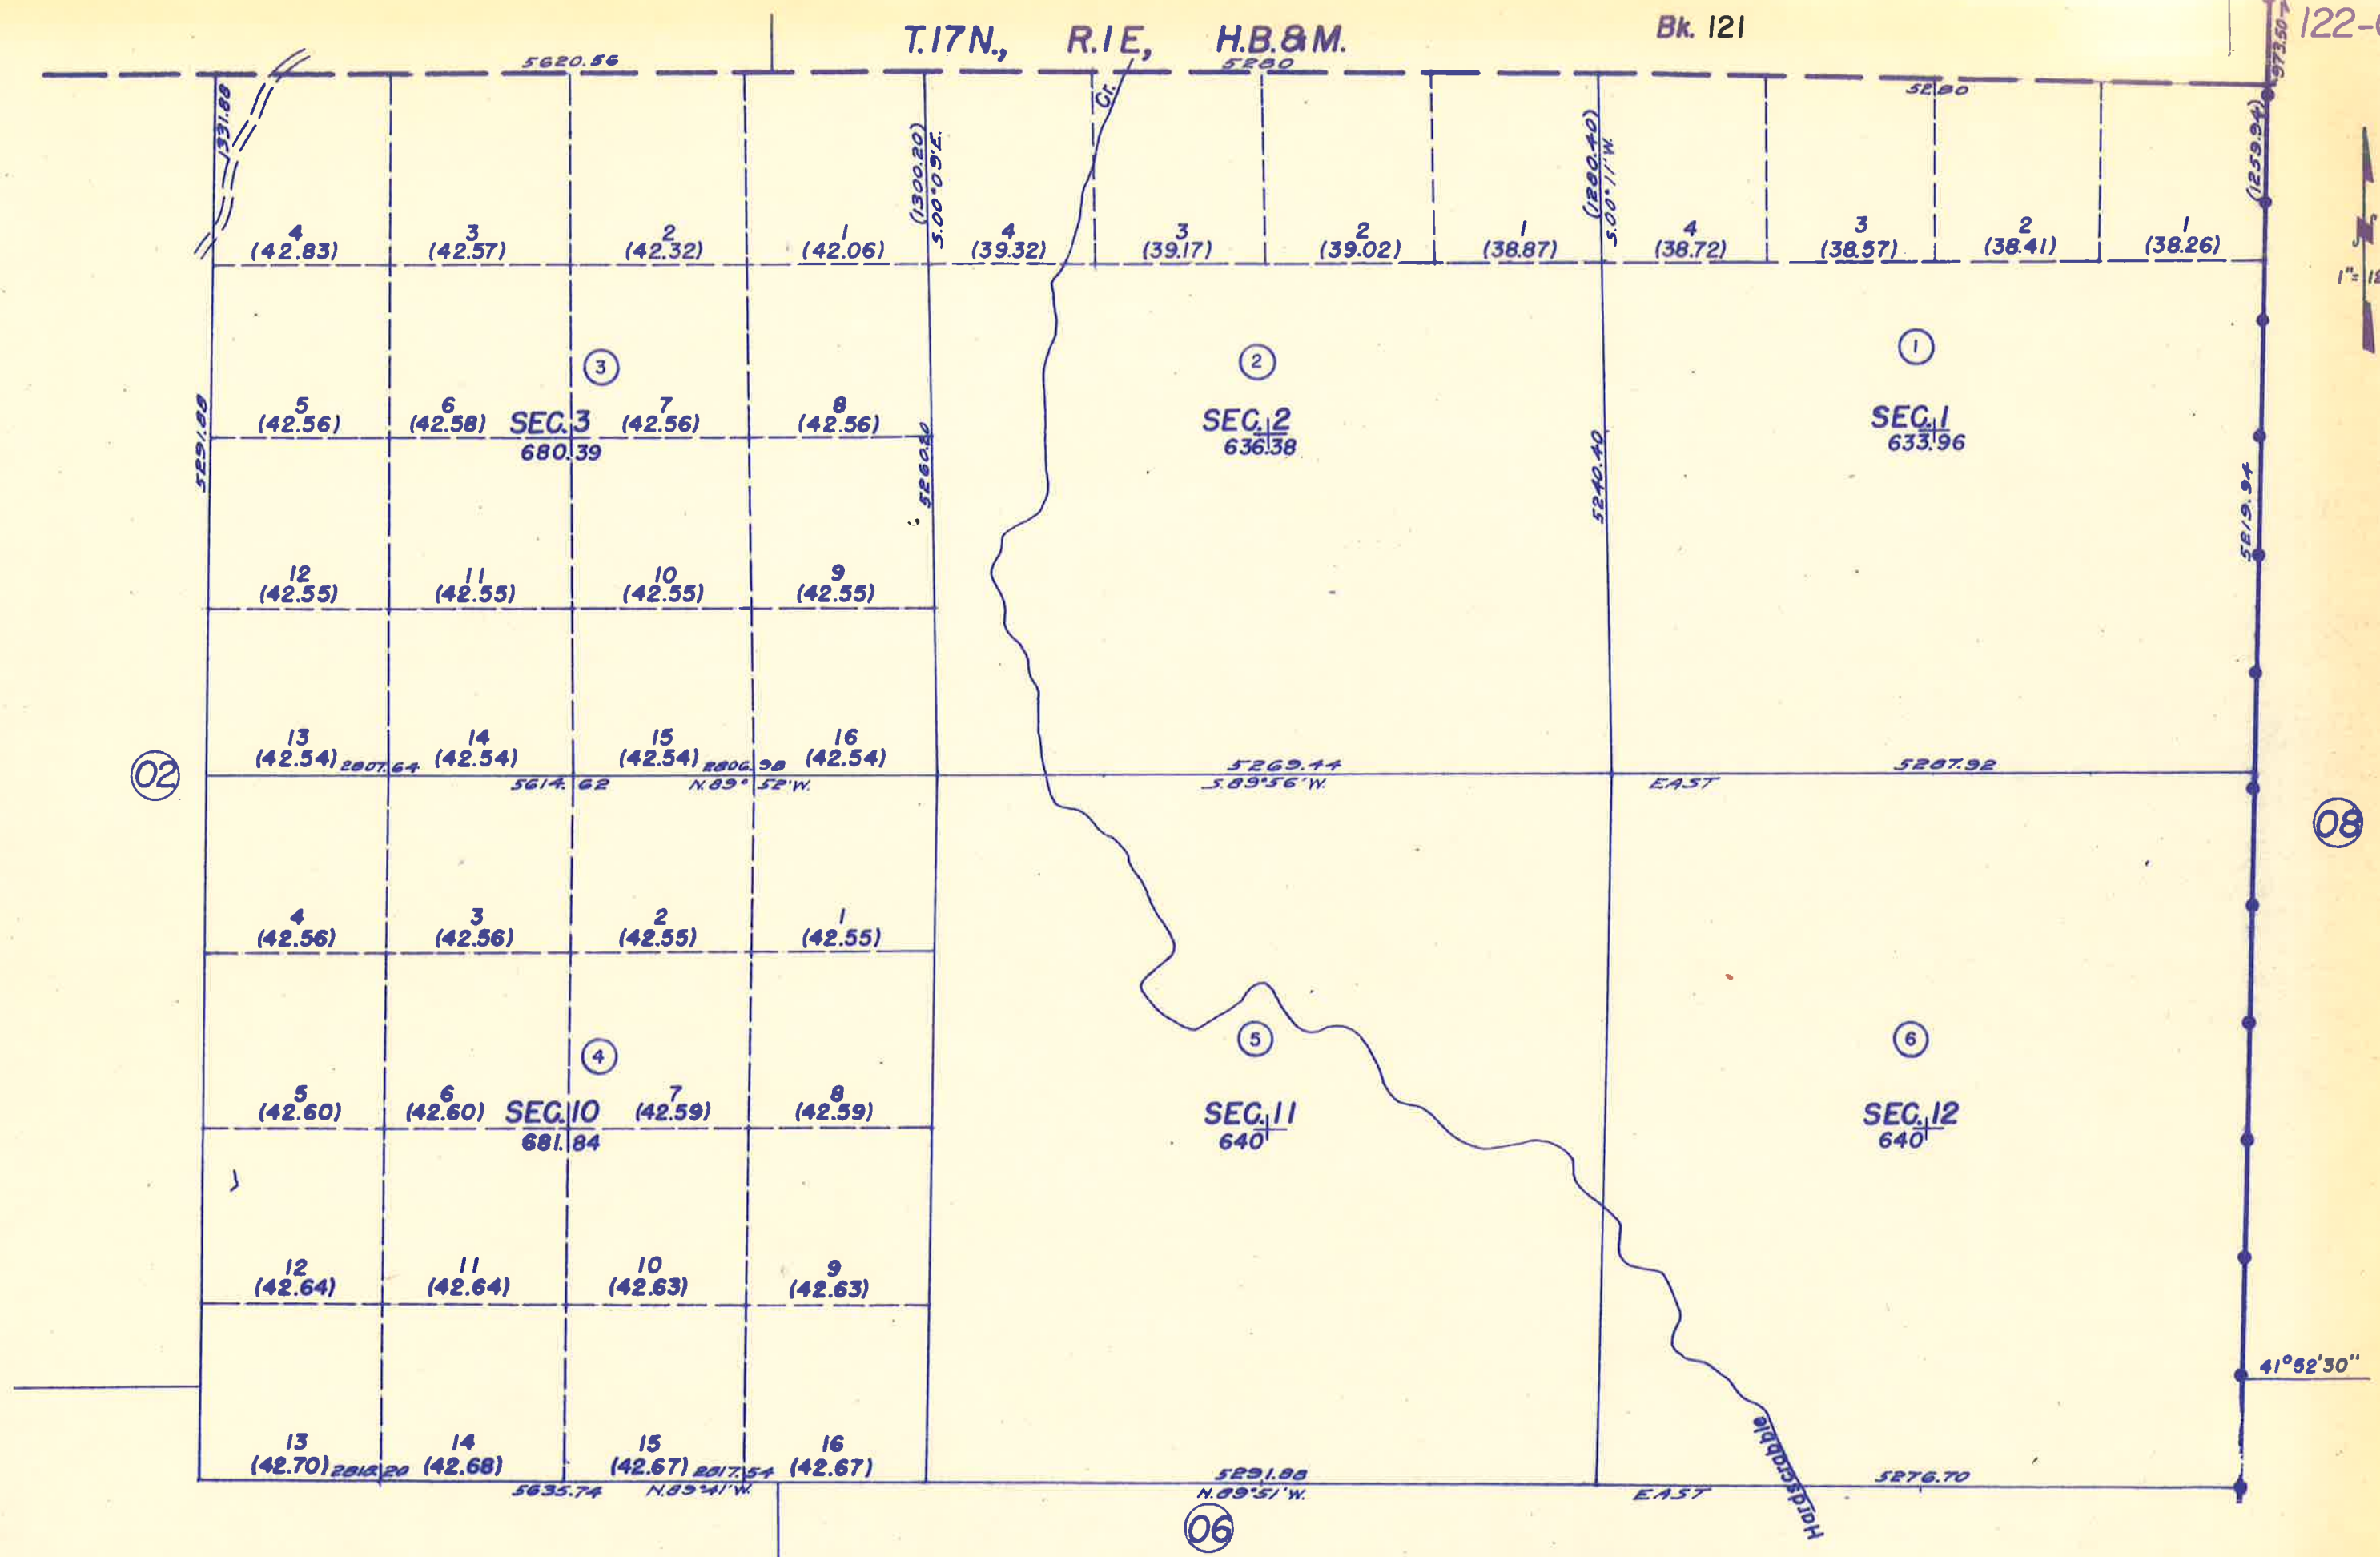 T.17N., R.1E, H.B.&M.
Bk. 121
973.50
5620.56
5280
5280
1331.88
Cr.
(1300.20)
S.00°09'E.
(1280.40)
S.00°11'W.
(1259.94)
N
4 3 2 1 4 3 2 1 4 3 2 1
(42.83) (42.57) (42.32) (42.06) (39.32) (39.17) (39.02) (38.87) (38.72) (38.57) (38.41) (38.26)
3 2 1
5291.88
5260.20
5240.40
5219.94
5 6 SEC. 3 7 8 SEC. 2 SEC. 1
(42.56) (42.58) (42.56) (42.56)
680.39 636.38 633.96
12 11 10 9
(42.55) (42.55) (42.55) (42.55)
13 14 15 16
(42.54) 2807.64 (42.54) (42.54) 2806.98 (42.54)
5614.62 N.89°52'W.
5269.44
S.89°56'W.
5287.92
EAST
02
08
4 3 2 1
(42.56) (42.56) (42.55) (42.55)
4 5 6
5 6 SEC. 10 7 8 SEC. 11 SEC. 12
(42.60) (42.60) (42.59) (42.59)
681.84 640 640
12 11 10 9
(42.64) (42.64) (42.63) (42.63)
41°52'30"
13 14 15 16
(42.70) 2818.20 (42.68) (42.67) 2817.54 (42.67)
5635.74 N.89°41'W.
5291.88
N.89°51'W.
5276.70
EAST
Hardscrabble
06